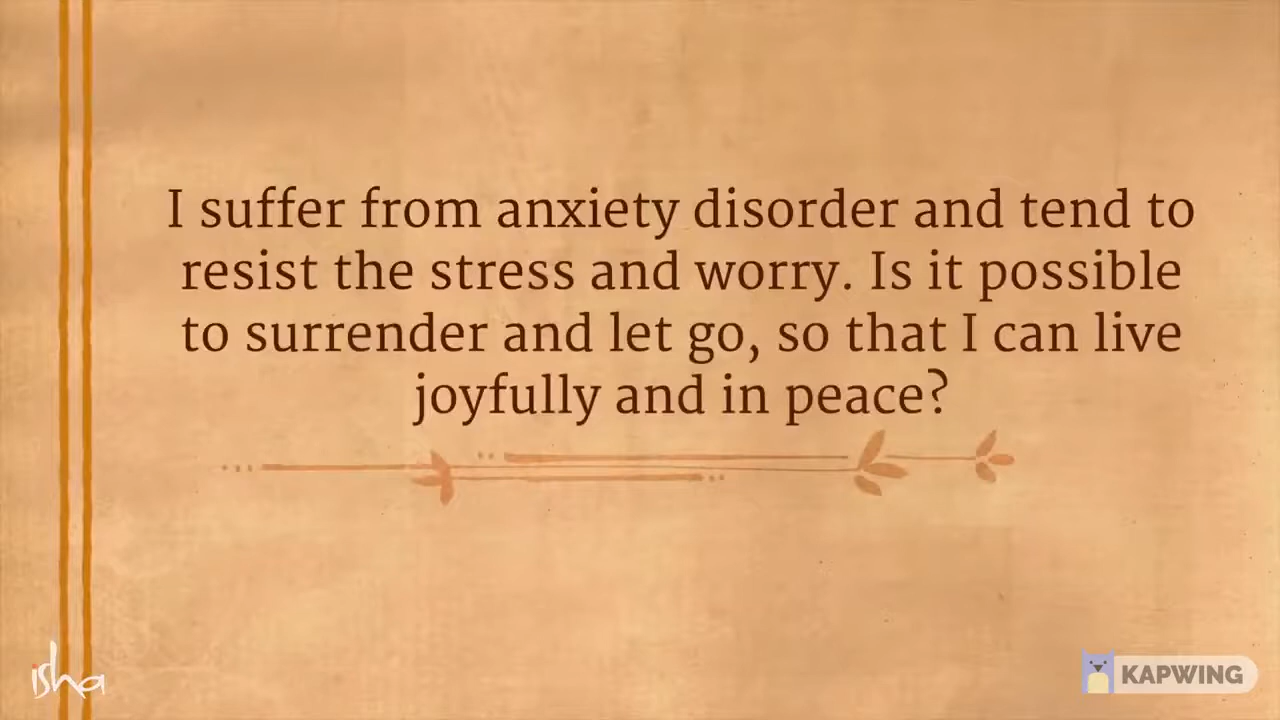 I suffer from anxiety disorder and tend to
resist the stress and worry. Is it possible
to surrender and let go, so that I can live
joyfully and in peace?
isha
KAPWING